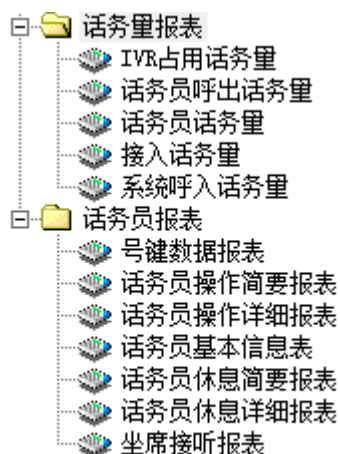 话务量报表
IVR占用话务量
话务员呼出话务量
话务员话务量
接入话务量
系统呼入话务量
话务员报表
号键数据报表
话务员操作简要报表
话务员操作详细报表
话务员基本信息表
话务员休息简要报表
话务员休息详细报表
坐席接听报表